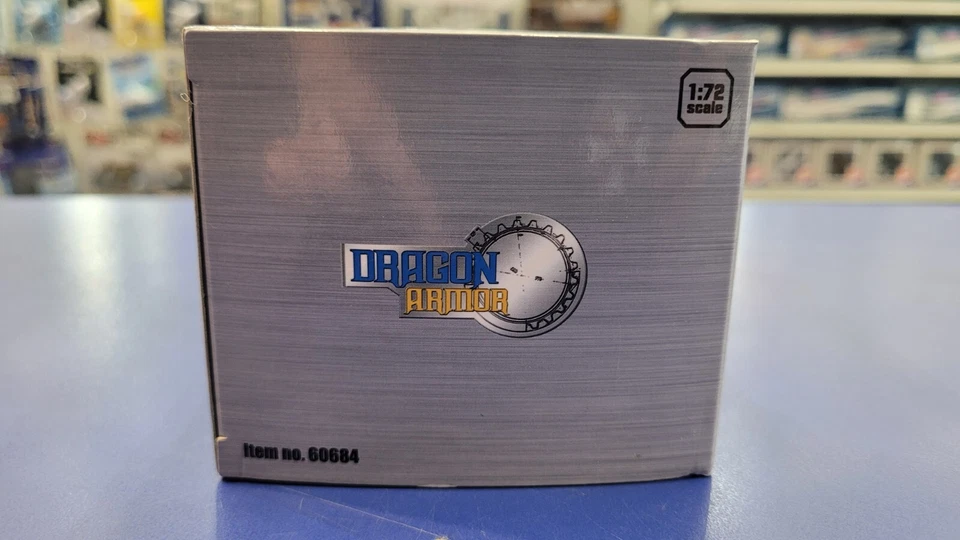 1:72
scale
DRAGON
ARMOR
Item no. 60684